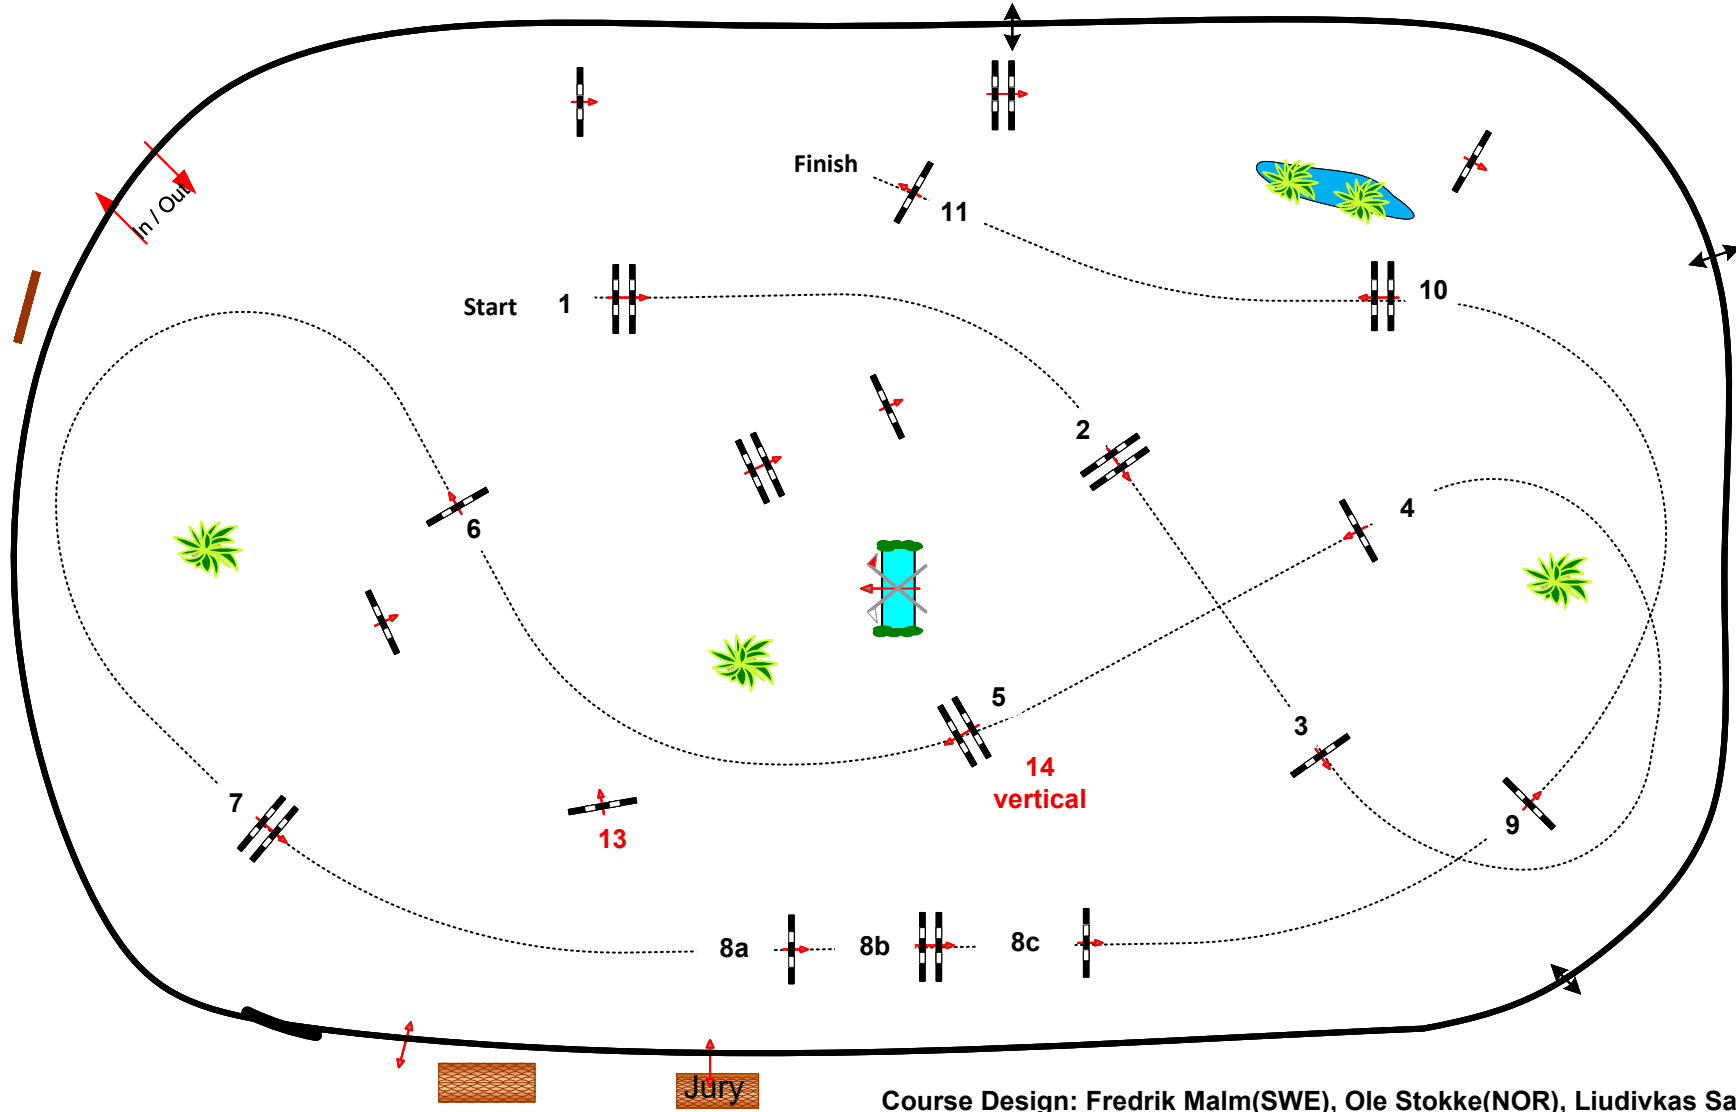 Finish
11
In / Out
Start
1
10
2
4
6
5
3
14
vertical
7
13
9
8a
8b
8c
Jury
Course Design: Fredrik Malm(SWE), Ole Stokke(NOR), Liudivkas Sa